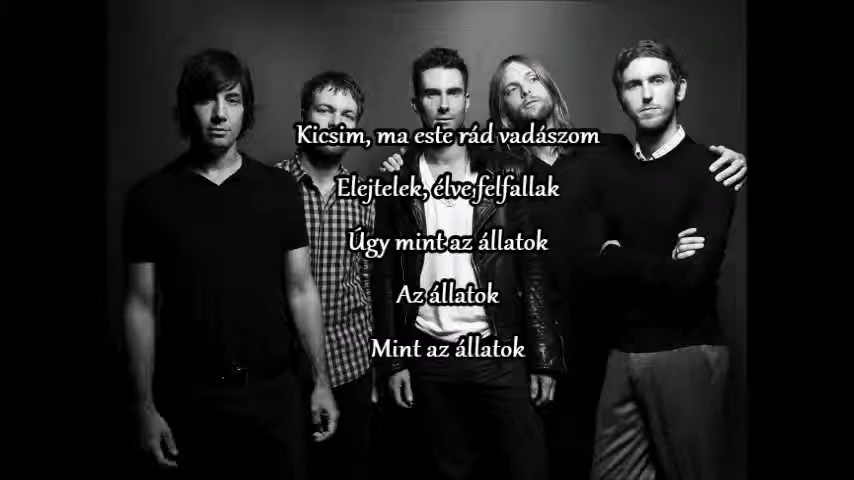 Kicsim, ma este rád vadászom
Elejtelek, élve felfallak
Úgy mint az állatok
Az állatok
Mint az állatok